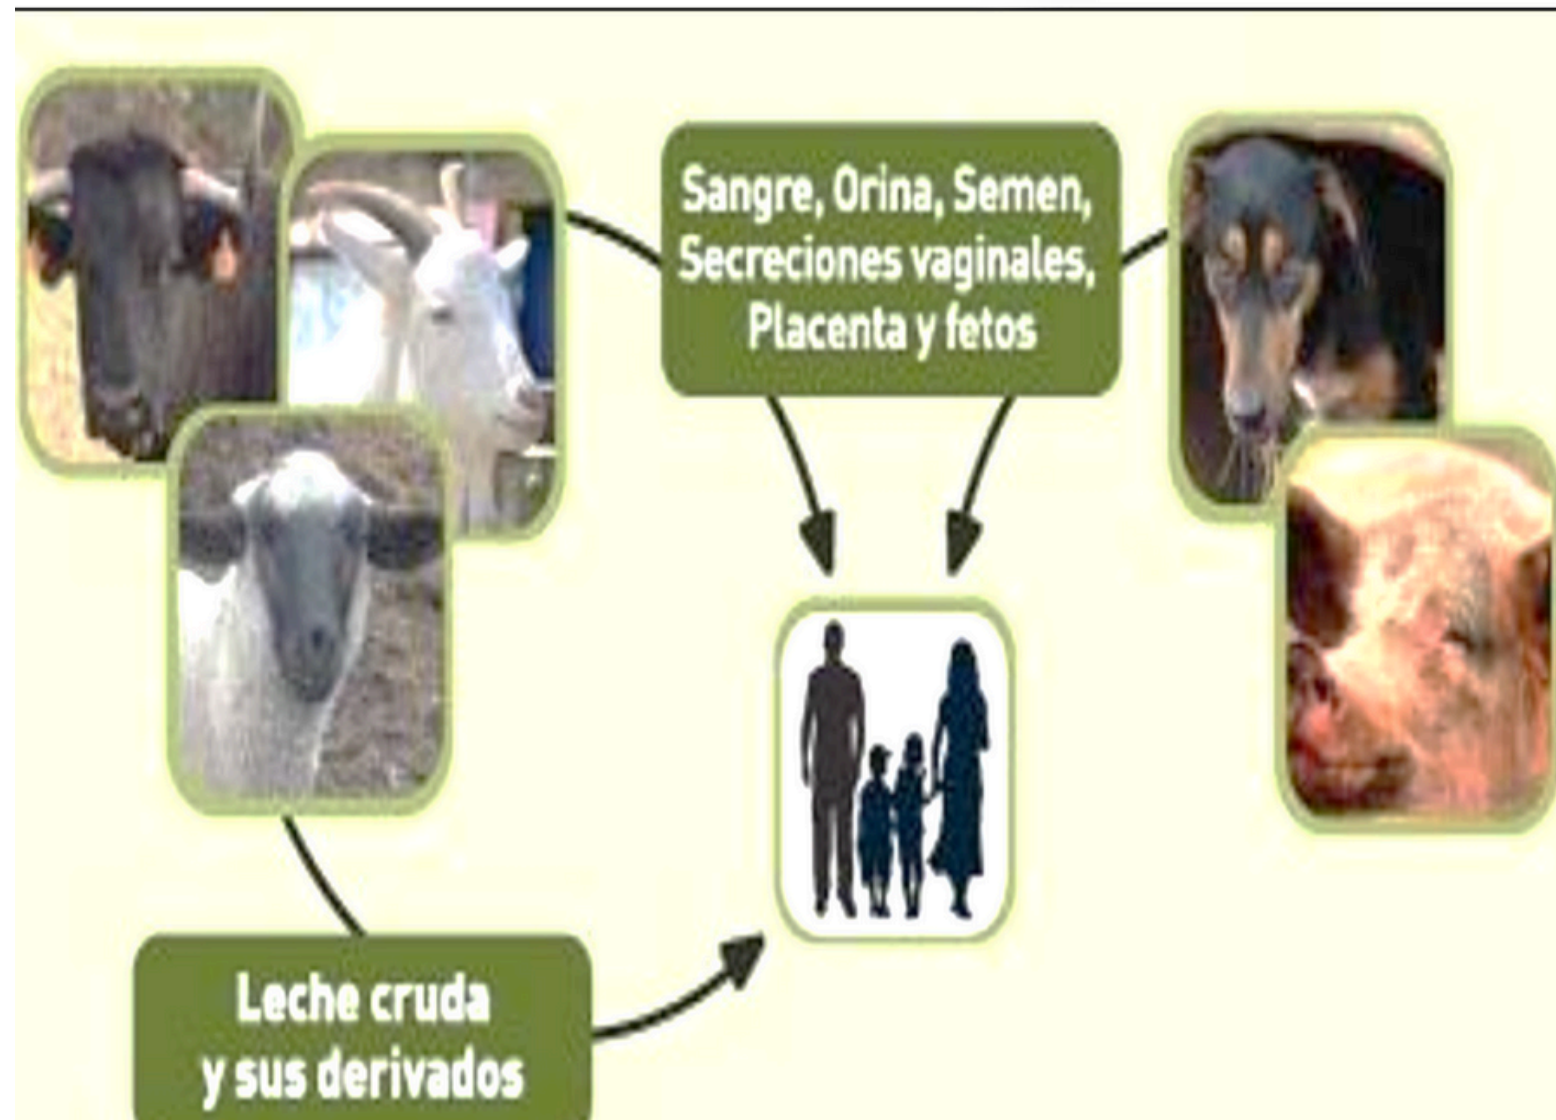 Sangre, Orina, Semen,
Secreciones vaginales,
Placenta y fetos
Leche cruda
y sus derivados